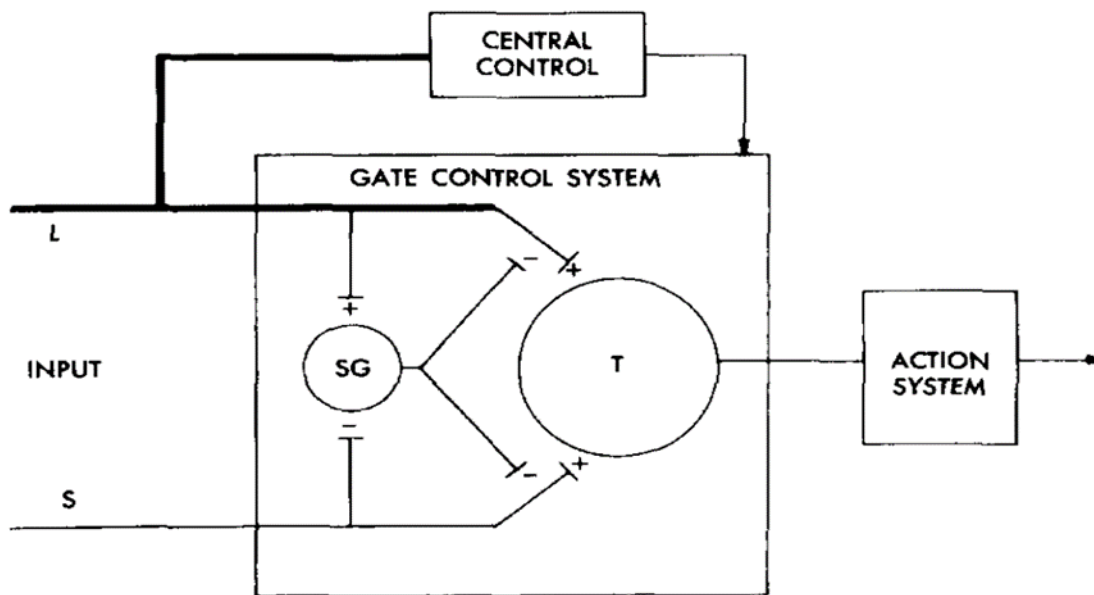 CENTRAL
CONTROL
GATE CONTROL SYSTEM
L
+
-
+
SG
INPUT
T
ACTION
SYSTEM
-
-
+
S